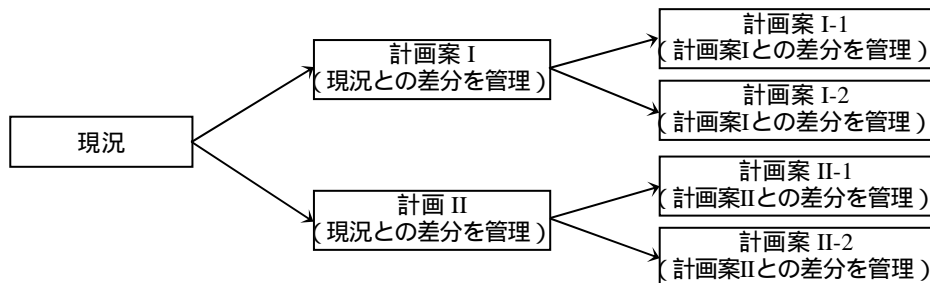 現況
計画案 I
(現況との差分を管理)
計画 II
(現況との差分を管理)
計画案 I-1
(計画案Iとの差分を管理)
計画案 I-2
(計画案Iとの差分を管理)
計画案 II-1
(計画案IIとの差分を管理)
計画案 II-2
(計画案IIとの差分を管理)